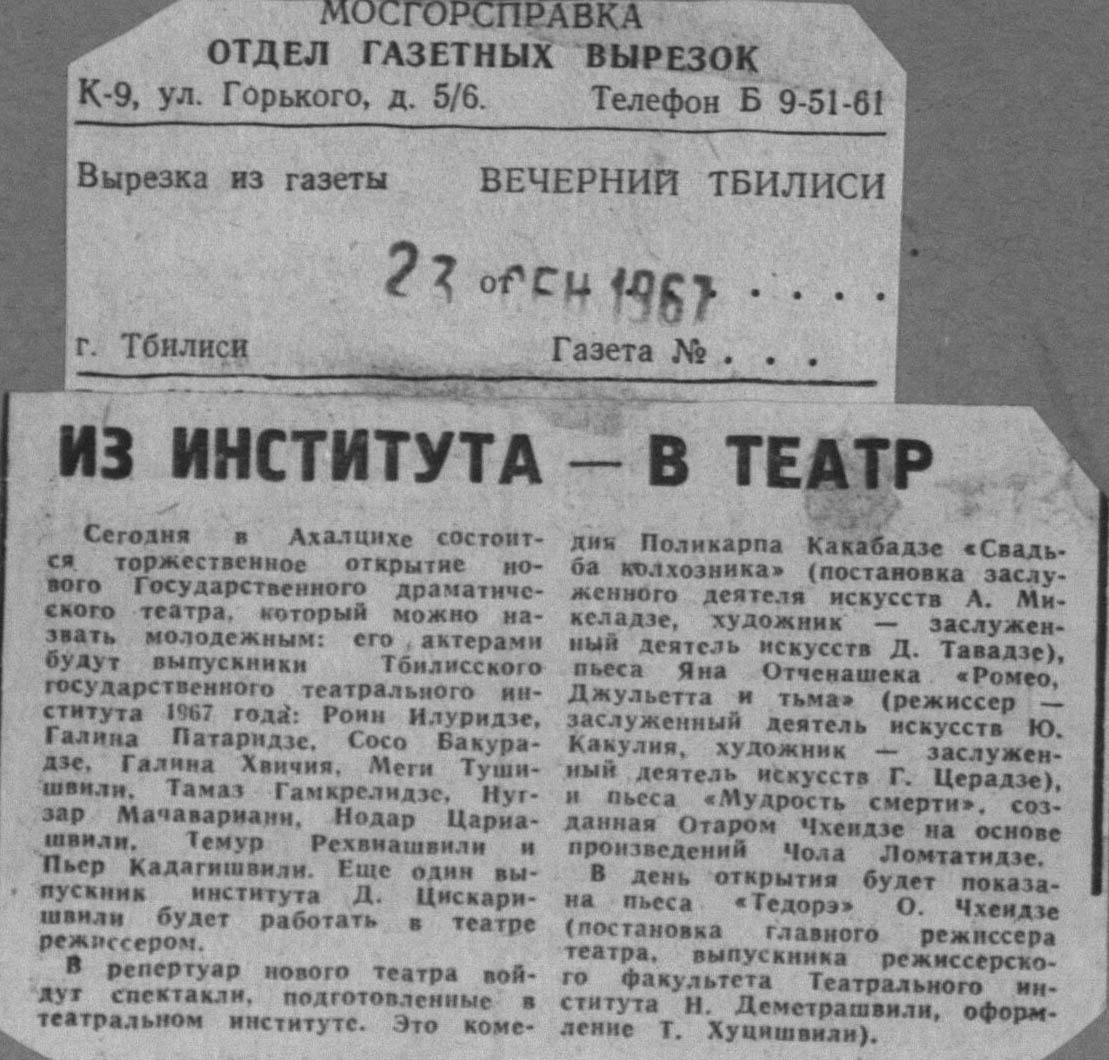 МОСГОРСПРАВКА
ОТДЕЛ ГАЗЕТНЫХ ВЫРЕЗОК
К-9, ул. Горького, д. 5/6. Телефон Б 9-51-61
Вырезка из газеты ВЕЧЕРНИЙ ТБИЛИСИ
23 от СЕН 1967 . . . .
г. Тбилиси Газета № . . .
ИЗ ИНСТИТУТА — В ТЕАТР
Сегодня в Ахалцихе состоит-
ся торжественное открытие но-
вого Государственного драматиче-
ского театра, который можно на-
звать молодежным: его актерами
будут выпускники Тбилисского
государственного театрального ин-
ститута 1967 года: Роин Илуридзе,
Галина Патаридзе, Сосо Бакура-
дзе, Галина Хвичия, Меги Туши-
швили, Тамаз Гамкрелидзе, Нуг-
зар Мачавариани, Нодар Цариа-
швили, Темур Рехвиашвили и
Пьер Кадагишвили. Еще один вы-
пускник института Д. Цискари-
швили будет работать в театре
режиссером.
В репертуар нового театра вой-
дут спектакли, подготовленные в
театральном институте. Это коме-
дия Поликарпа Какабадзе «Свадь-
ба колхозника» (постановка заслу-
женного деятеля искусств А. Ми-
келадзе, художник — заслужен-
ный деятель искусств Д. Тавадзе),
пьеса Яна Отченашека «Ромео,
Джульетта и тьма» (режиссер —
заслуженный деятель искусств Ю.
Какулия, художник — заслужен-
ный деятель искусств Г. Церадзе),
и пьеса «Мудрость смерти», соз-
данная Отаром Чхеидзе на основе
произведений Чола Ломтатидзе.
В день открытия будет показа-
на пьеса «Тедорэ» О. Чхеидзе
(постановка главного режиссера
театра, выпускника режиссерско-
го факультета Театрального ин-
ститута Н. Деметрашвили, оформ-
ление Т. Хуцишвили).